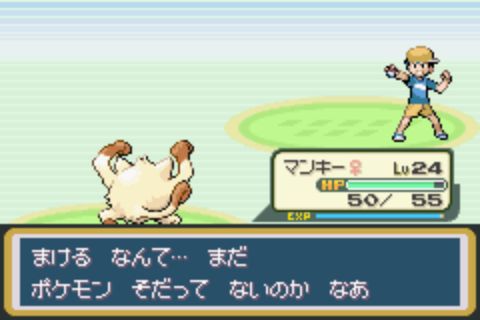 マンキー♀ Lv24
HP
50/ 55
EXP
まける なんて… まだ
ポケモン そだって ないのか なあ